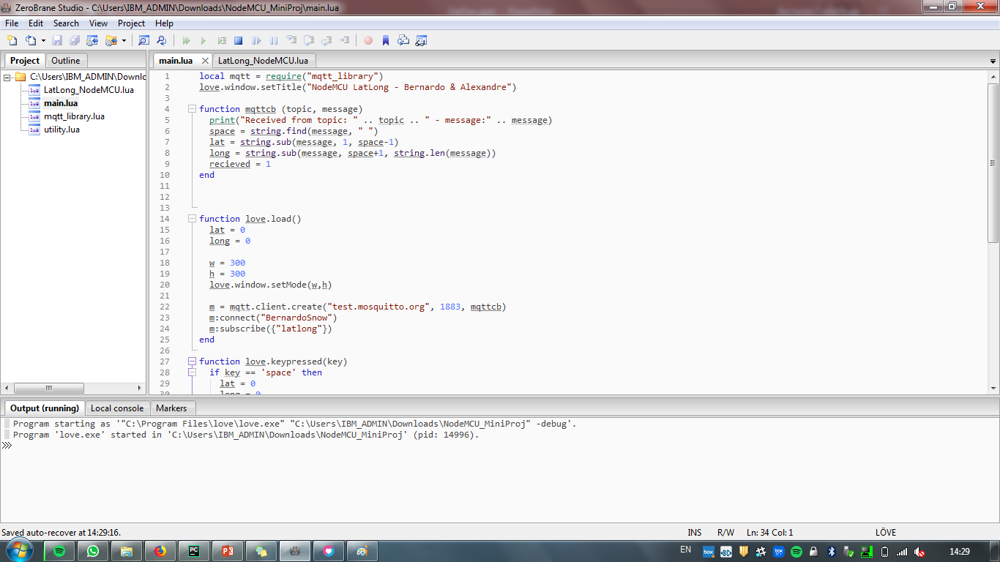 ZeroBrane Studio - C:\Users\IBM_ADMIN\Downloads\NodeMCU_MiniProj\main.lua
File Edit Search View Project Help
Project Outline
main.lua LatLong_NodeMCU.lua
C:\Users\IBM_ADMIN\Downlo
LatLong_NodeMCU.lua
main.lua
mqtt_library.lua
utility.lua
1 local mqtt = require("mqtt_library")
2 love.window.setTitle("NodeMCU LatLong - Bernardo & Alexandre")
3
4 function mqttcb (topic, message)
5 print("Received from topic: " .. topic .. " - message:" .. message)
6 space = string.find(message, " ")
7 lat = string.sub(message, 1, space-1)
8 long = string.sub(message, space+1, string.len(message))
9 recieved = 1
10 end
11
12
13
14 function love.load()
15 lat = 0
16 long = 0
17
18 w = 300
19 h = 300
20 love.window.setMode(w,h)
21
22 m = mqtt.client.create("test.mosquitto.org", 1883, mqttcb)
23 m:connect("BernardoSnow")
24 m:subscribe({"latlong"})
25 end
26
27 function love.keypressed(key)
28 if key == 'space' then
29 lat = 0
30 long = 0
Output (running) Local console Markers
Program starting as '"C:\Program Files\love\love.exe" "C:\Users\IBM_ADMIN\Downloads\NodeMCU_MiniProj" -debug'.
Program 'love.exe' started in 'C:\Users\IBM_ADMIN\Downloads\NodeMCU_MiniProj' (pid: 14996).
Saved auto-recover at 14:29:16.
INS R/W Ln: 34 Col: 1 LÖVE
EN 14:29